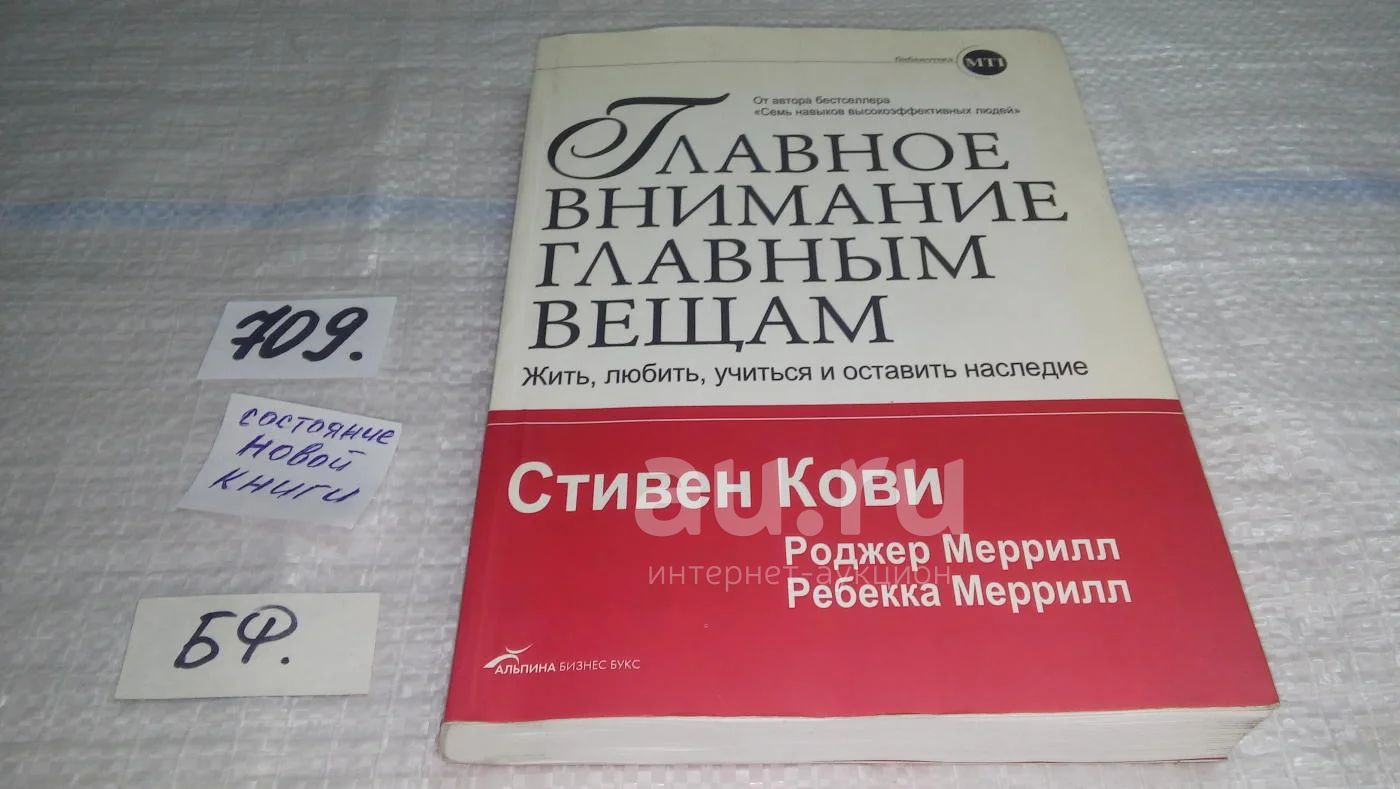 библиотека
МТІ
От автора бестселлера
«Семь навыков высокоэффективных людей»
ГЛАВНОЕ
ВНИМАНИЕ
ГЛАВНЫМ
ВЕЩАМ
Жить, любить, учиться и оставить наследие
Стивен Кови
Роджер Меррилл
Ребекка Меррилл
АЛЬПИНА БИЗНЕС БУКС
709.
состояние
новой
книги
БФ.
au.ru
интернет-аукцион